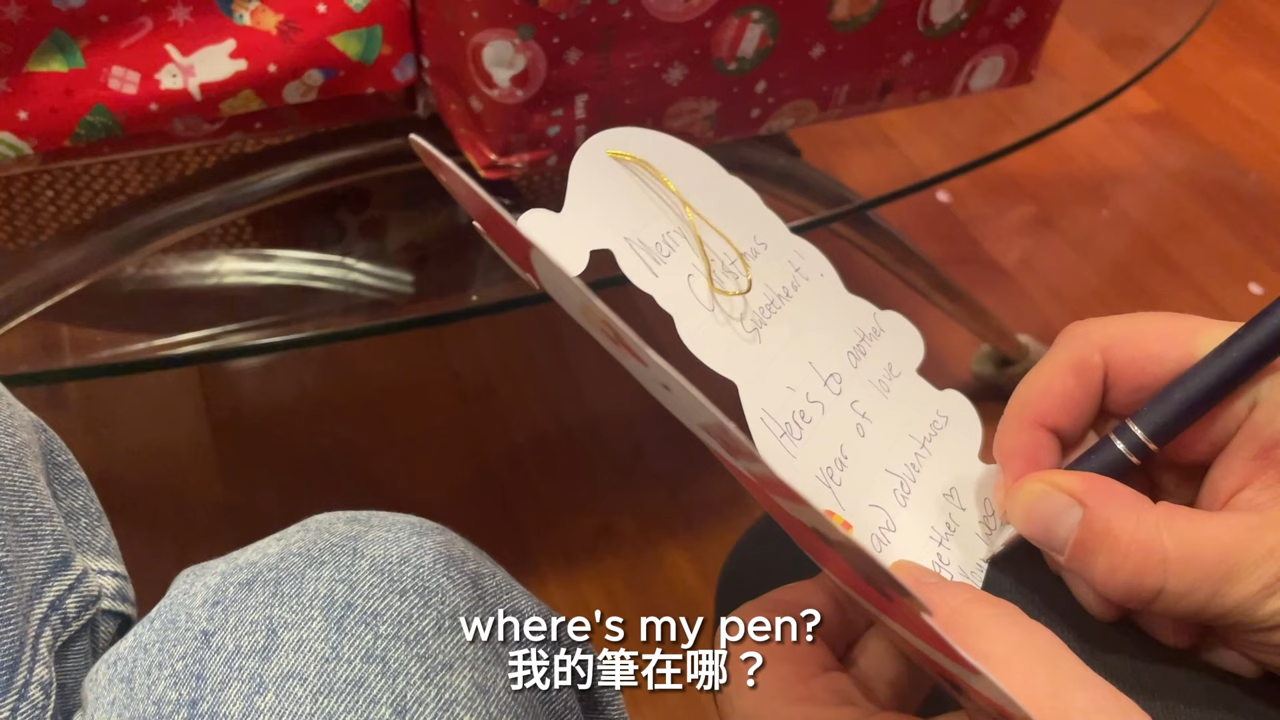 Merry
Christmas
Sweetheart!
Here's to another
year of love
and adventures
together ♡
where's my pen?
我的筆在哪？